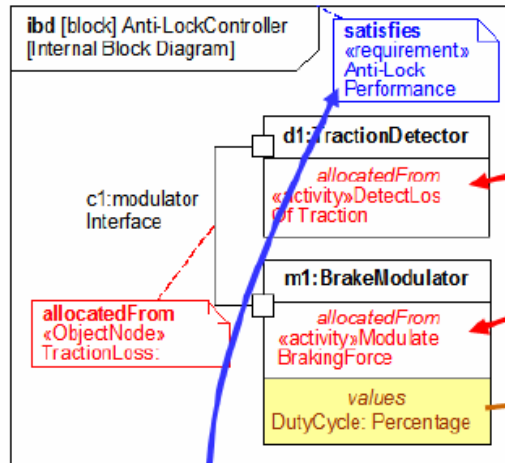 ibd [block] Anti-LockController
[Internal Block Diagram]
satisfies
«requirement»
Anti-Lock
Performance
d1:TractionDetector
allocatedFrom
«activity»DetectLos
Of Traction
c1:modulator
Interface
m1:BrakeModulator
allocatedFrom
«activity»Modulate
BrakingForce
allocatedFrom
«ObjectNode»
TractionLoss:
values
DutyCycle: Percentage